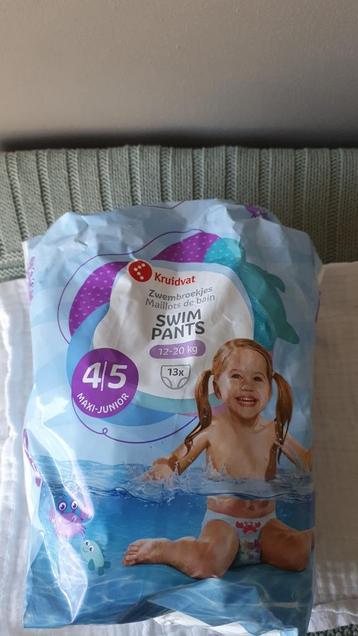 Kruidvat
Zwembroekjes
Maillots de bain
SWIM
PANTS
12-20 kg
13x
4|5
MAXI-JUNIOR